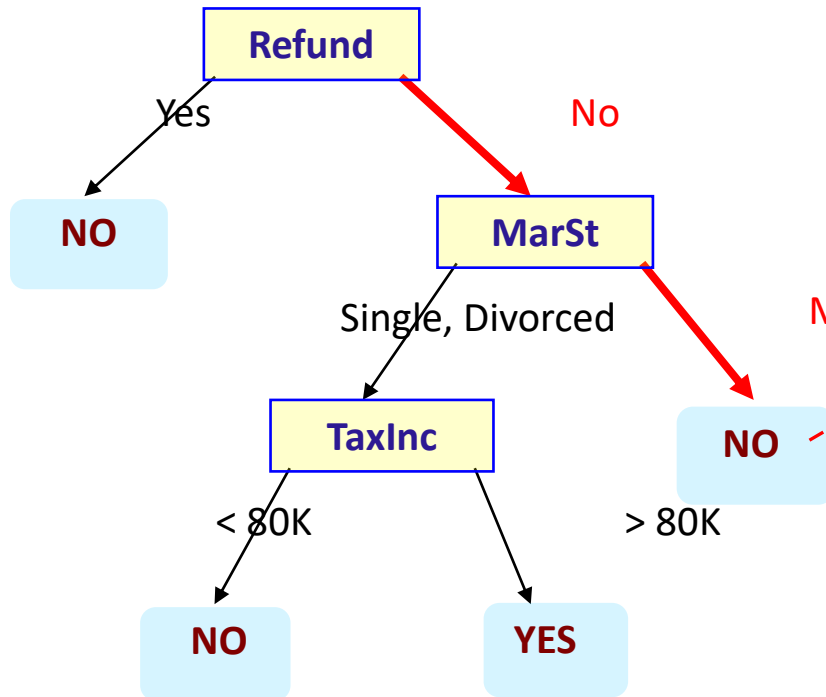 Refund
Yes
No
NO
MarSt
Single, Divorced
M
TaxInc
NO
< 80K
> 80K
NO
YES